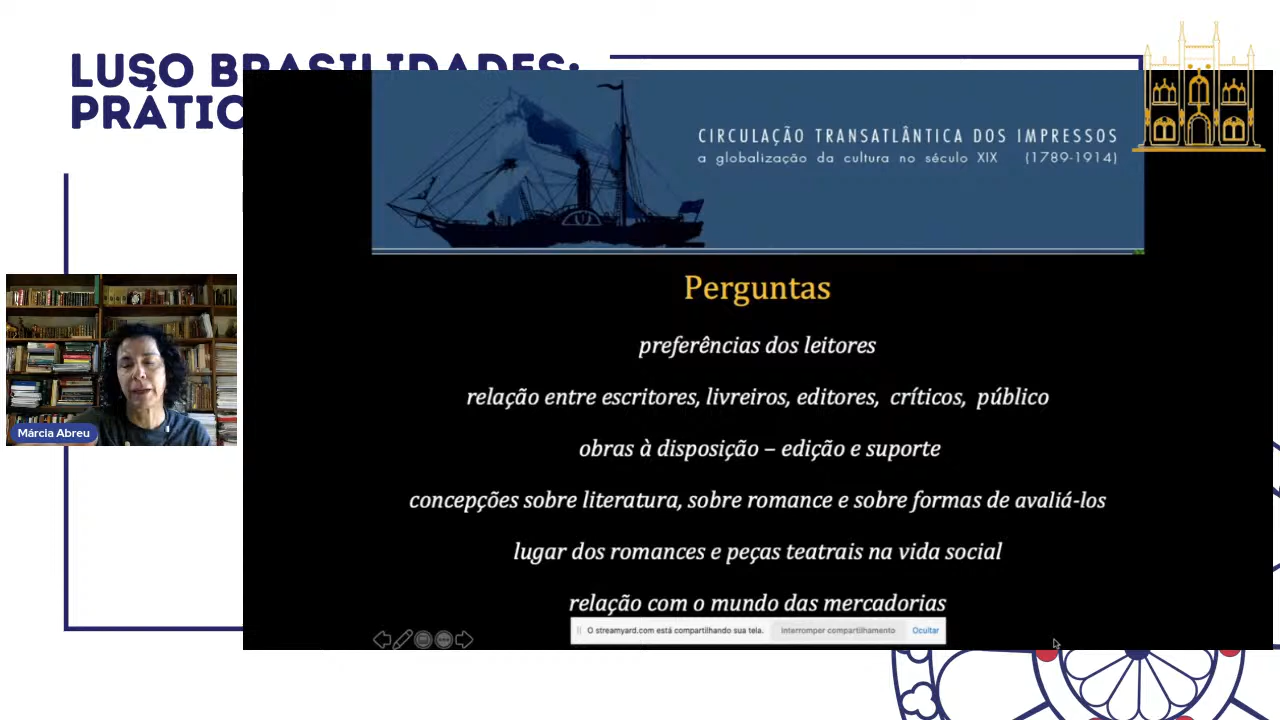 LUSO BRASILIDADES:
PRÁTIC
CIRCULAÇÃO TRANSATLÂNTICA DOS IMPRESSOS
a globalização da cultura no século XIX (1789-1914)
Perguntas
preferências dos leitores
relação entre escritores, livreiros, editores, críticos, público
obras à disposição – edição e suporte
concepções sobre literatura, sobre romance e sobre formas de avaliá-los
lugar dos romances e peças teatrais na vida social
relação com o mundo das mercadorias
Márcia Abreu
O streamyard.com está compartilhando sua tela.
Interromper compartilhamento
Ocultar